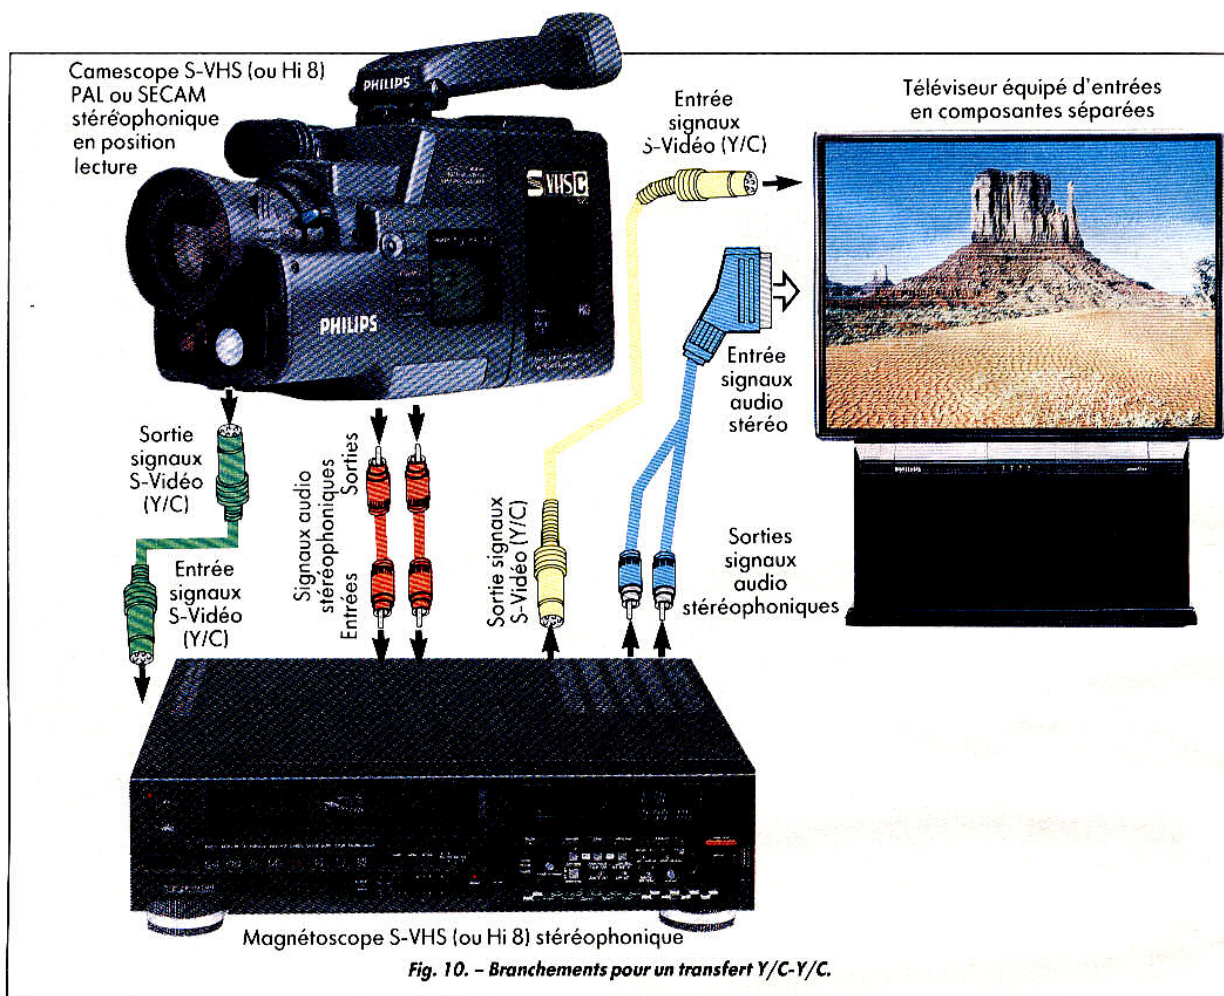 Camescope S-VHS (ou Hi 8)
PAL ou SECAM
stéréophonique
en position
lecture
PHILIPS
S VHS C
PHILIPS
Entrée
signaux
S-Vidéo (Y/C)
Téléviseur équipé d'entrées
en composantes séparées
Entrée
signaux
audio
stéréo
PHILIPS
Sortie
signaux
S-Vidéo
(Y/C)
Entrée
signaux
S-Vidéo
(Y/C)
Signaux audio
stéréophoniques
Sorties
Entrées
Sortie signaux
S-Vidéo (Y/C)
Sorties
signaux
audio
stéréophoniques
Magnétoscope S-VHS (ou Hi 8) stéréophonique
Fig. 10. – Branchements pour un transfert Y/C-Y/C.